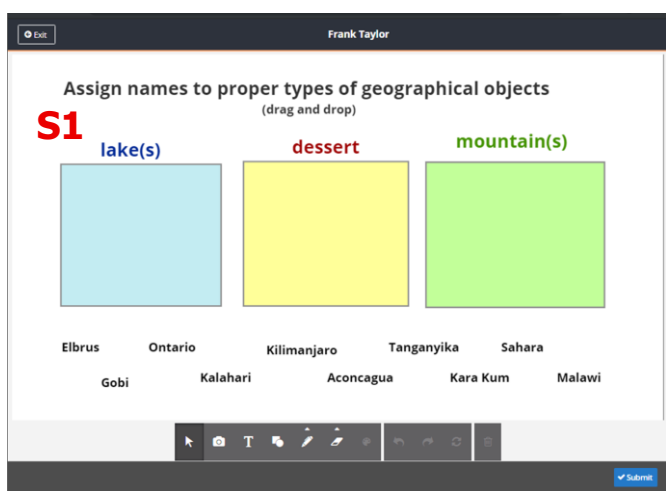 Exit
Frank Taylor
Assign names to proper types of geographical objects
(drag and drop)
S1
lake(s) dessert mountain(s)
Elbrus Ontario Kilimanjaro Tanganyika Sahara
Gobi Kalahari Aconcagua Kara Kum Malawi
T
Submit